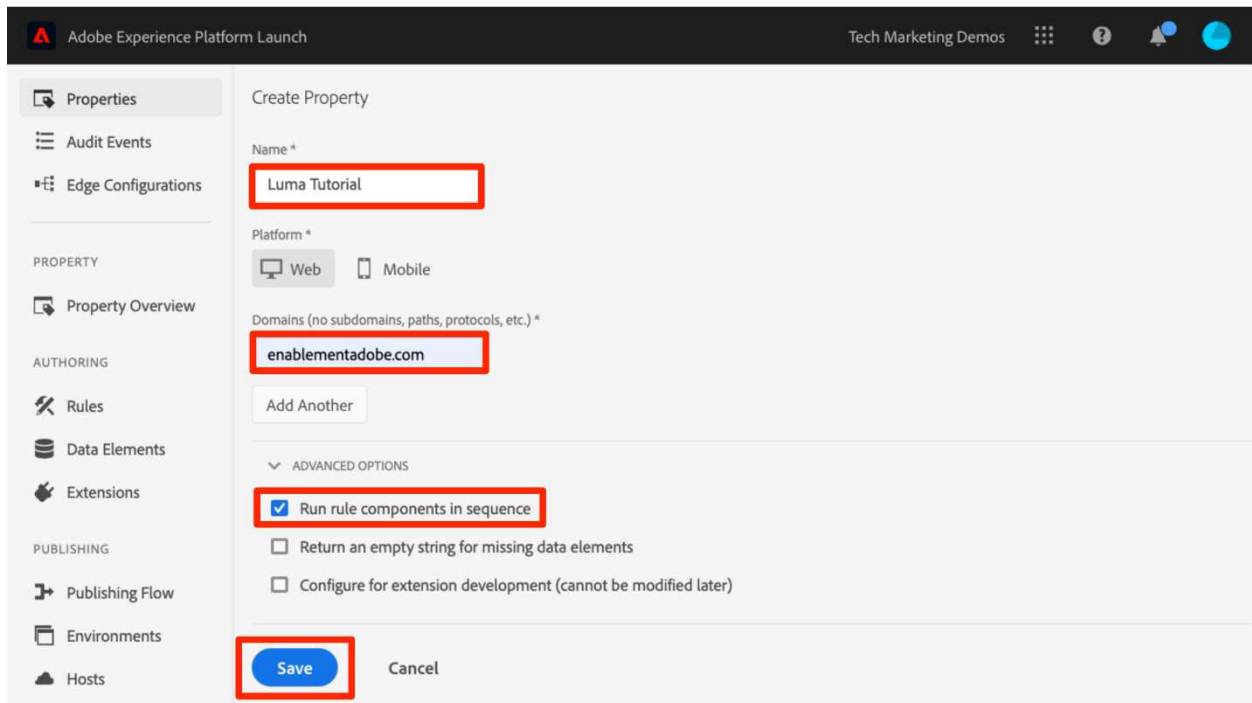 Adobe Experience Platform Launch
Tech Marketing Demos
Properties
Audit Events
Edge Configurations
PROPERTY
Property Overview
AUTHORING
Rules
Data Elements
Extensions
PUBLISHING
Publishing Flow
Environments
Hosts
Create Property
Name *
Luma Tutorial
Platform *
Web
Mobile
Domains (no subdomains, paths, protocols, etc.) *
enablementadobe.com
Add Another
ADVANCED OPTIONS
Run rule components in sequence
Return an empty string for missing data elements
Configure for extension development (cannot be modified later)
Save
Cancel